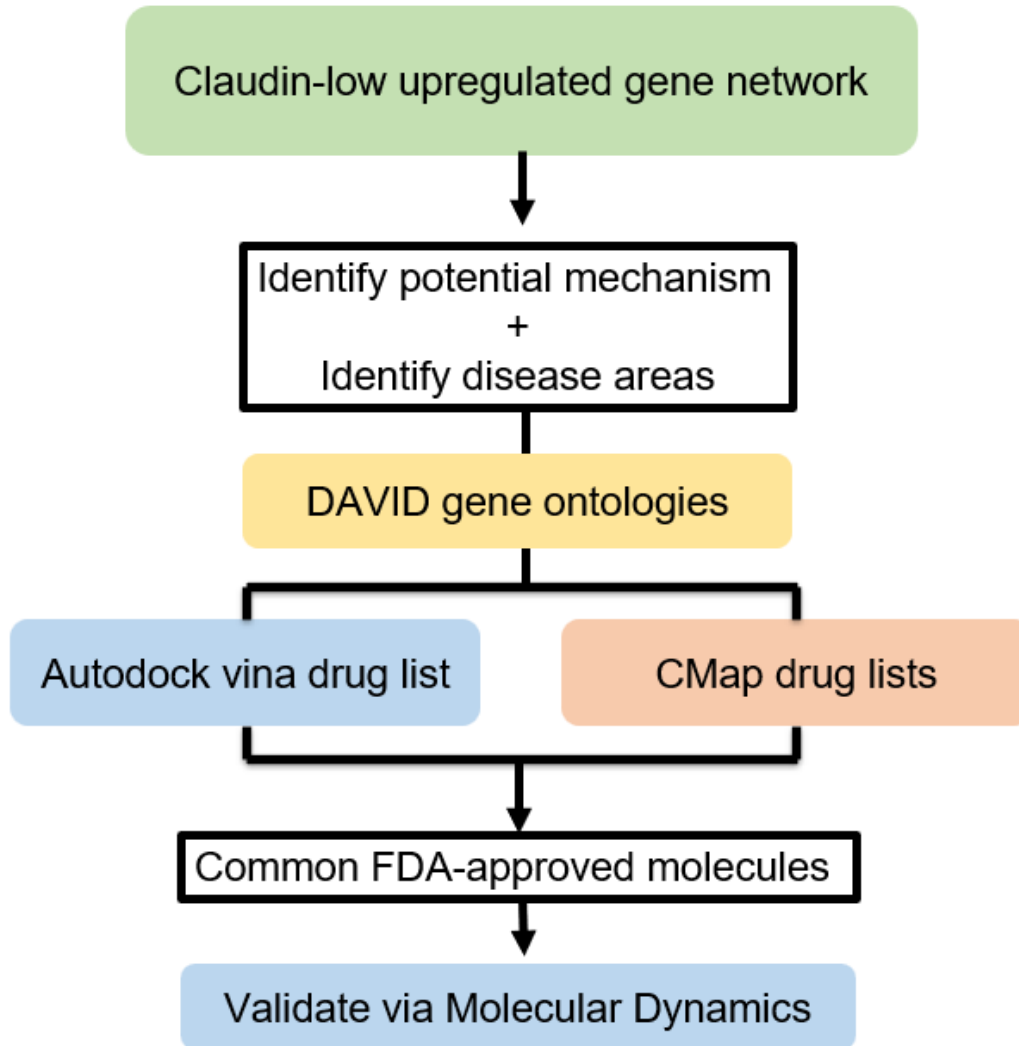 Claudin-low upregulated gene network
Identify potential mechanism
+
Identify disease areas
DAVID gene ontologies
Autodock vina drug list
CMap drug lists
Common FDA-approved molecules
Validate via Molecular Dynamics